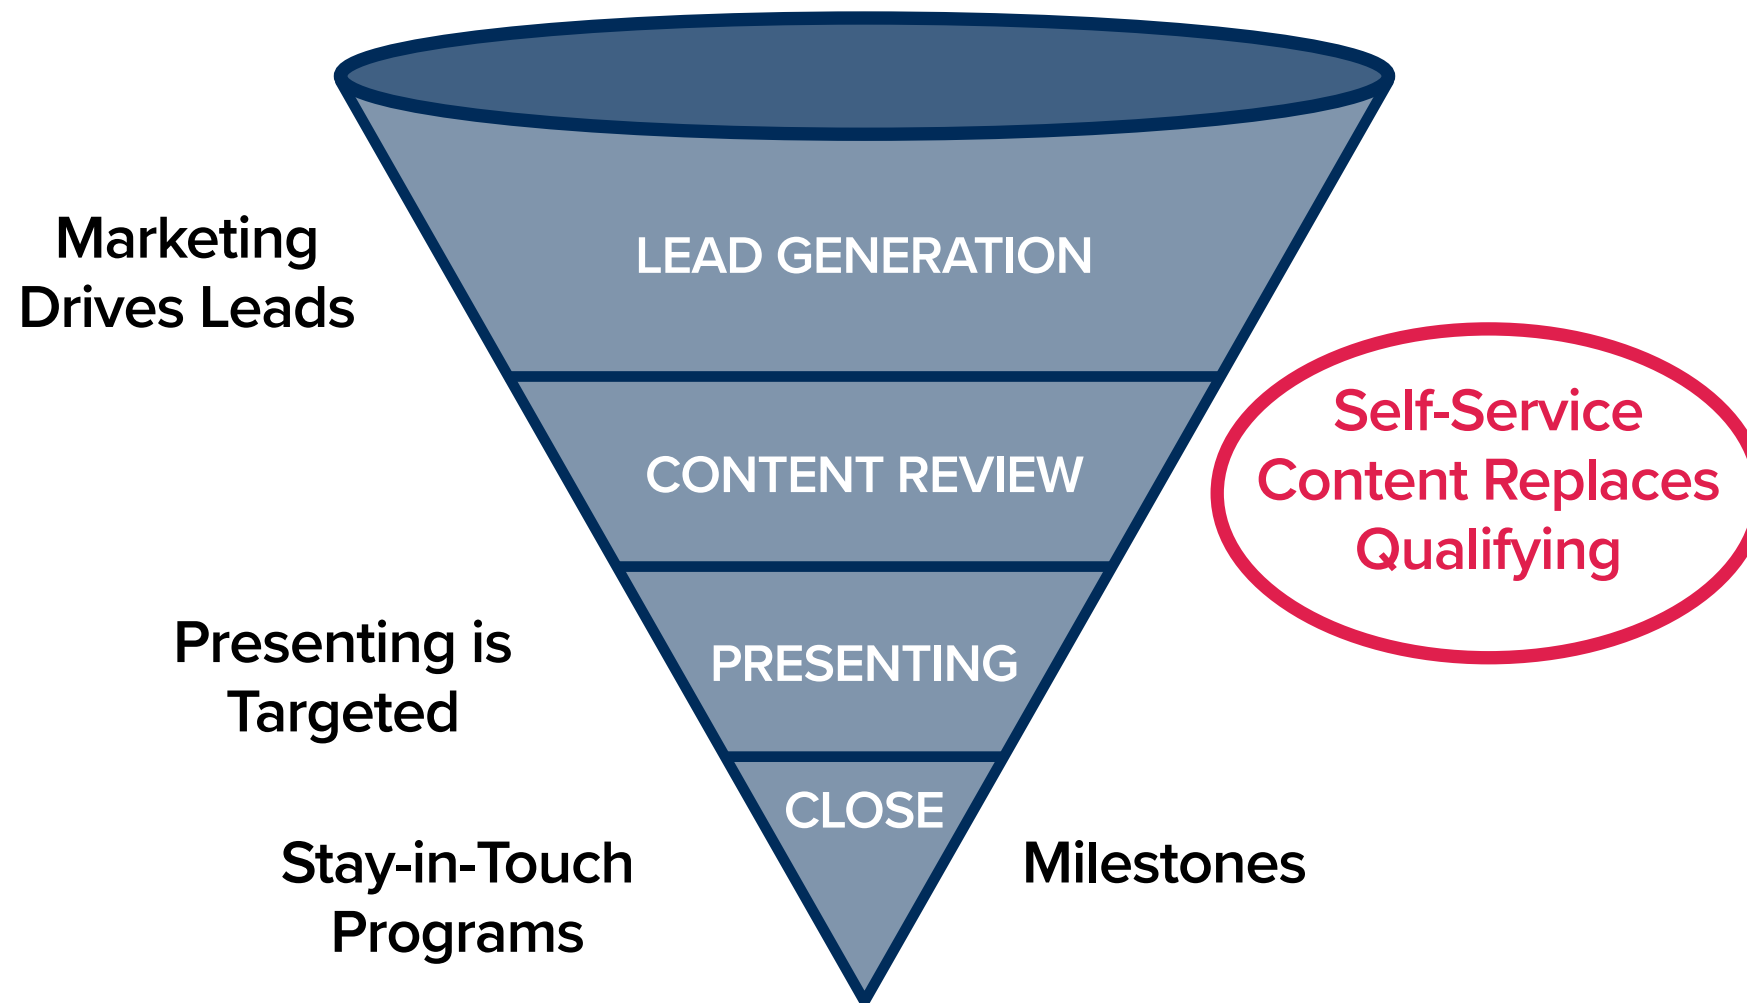 Marketing
Drives Leads
LEAD GENERATION
CONTENT REVIEW
Self-Service
Content Replaces
Qualifying
Presenting is
Targeted
PRESENTING
CLOSE
Stay-in-Touch
Programs
Milestones